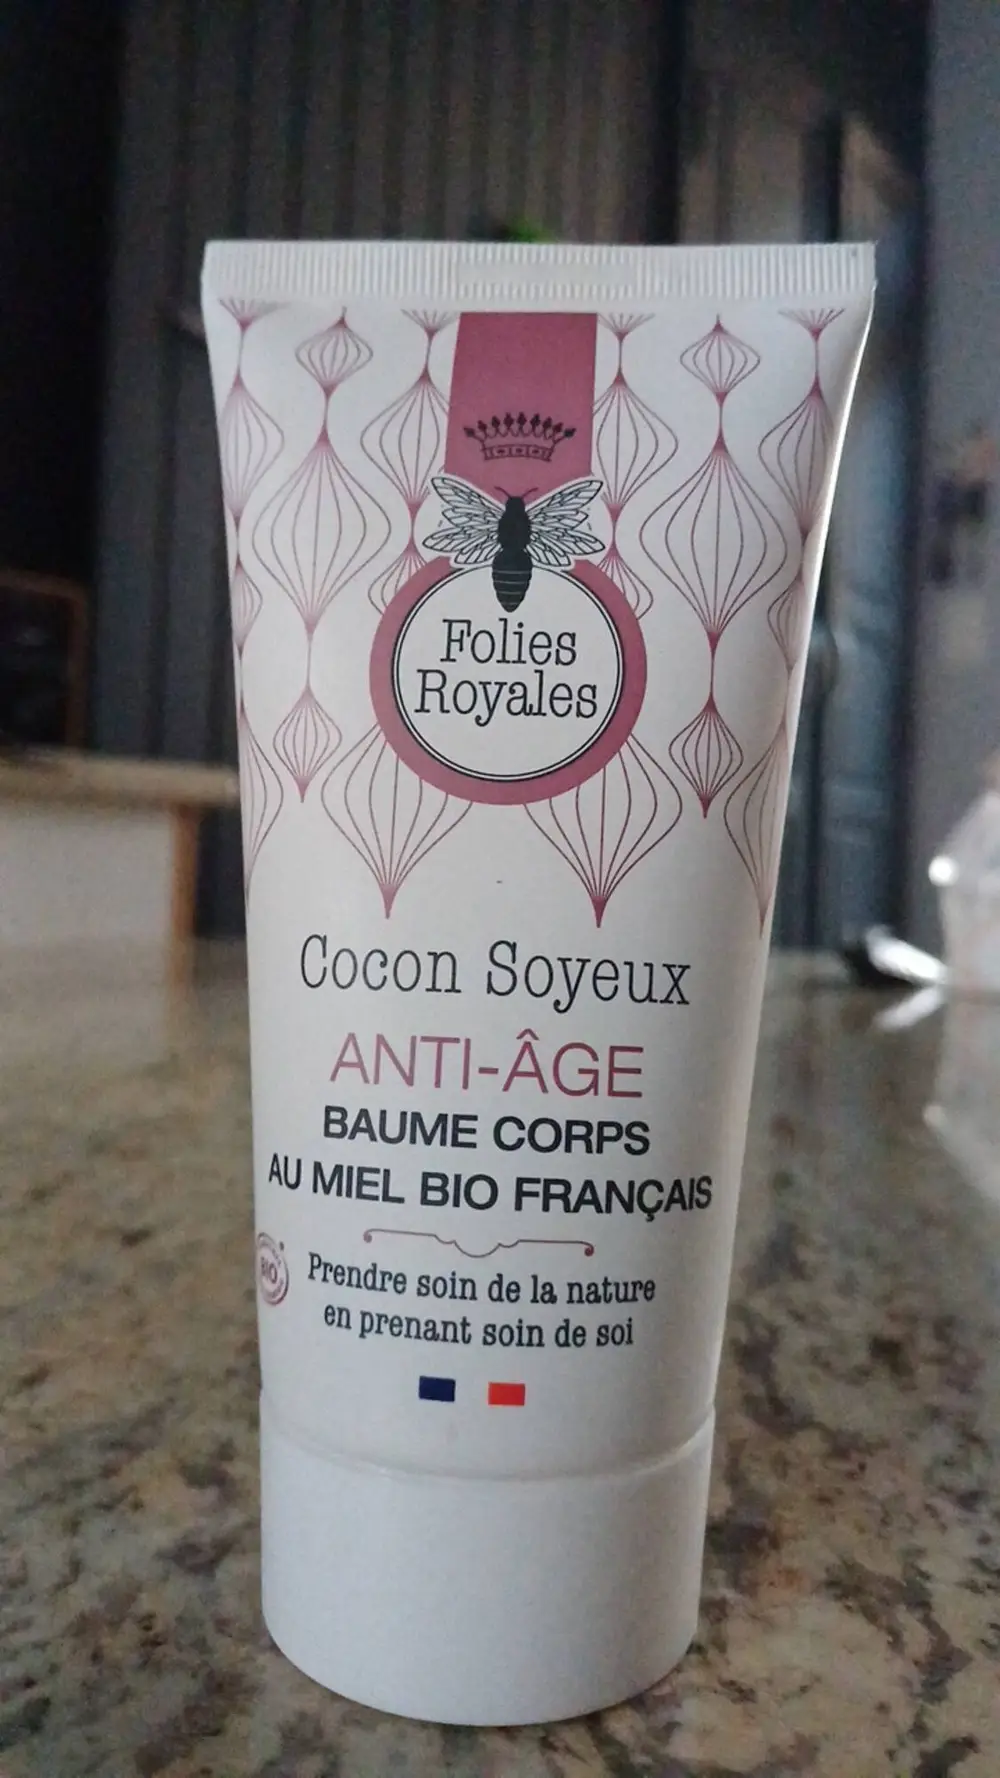 Folies
Royales
Cocon Soyeux
ANTI-ÂGE
BAUME CORPS
AU MIEL BIO FRANÇAIS
BIO
Prendre soin de la nature
en prenant soin de soi